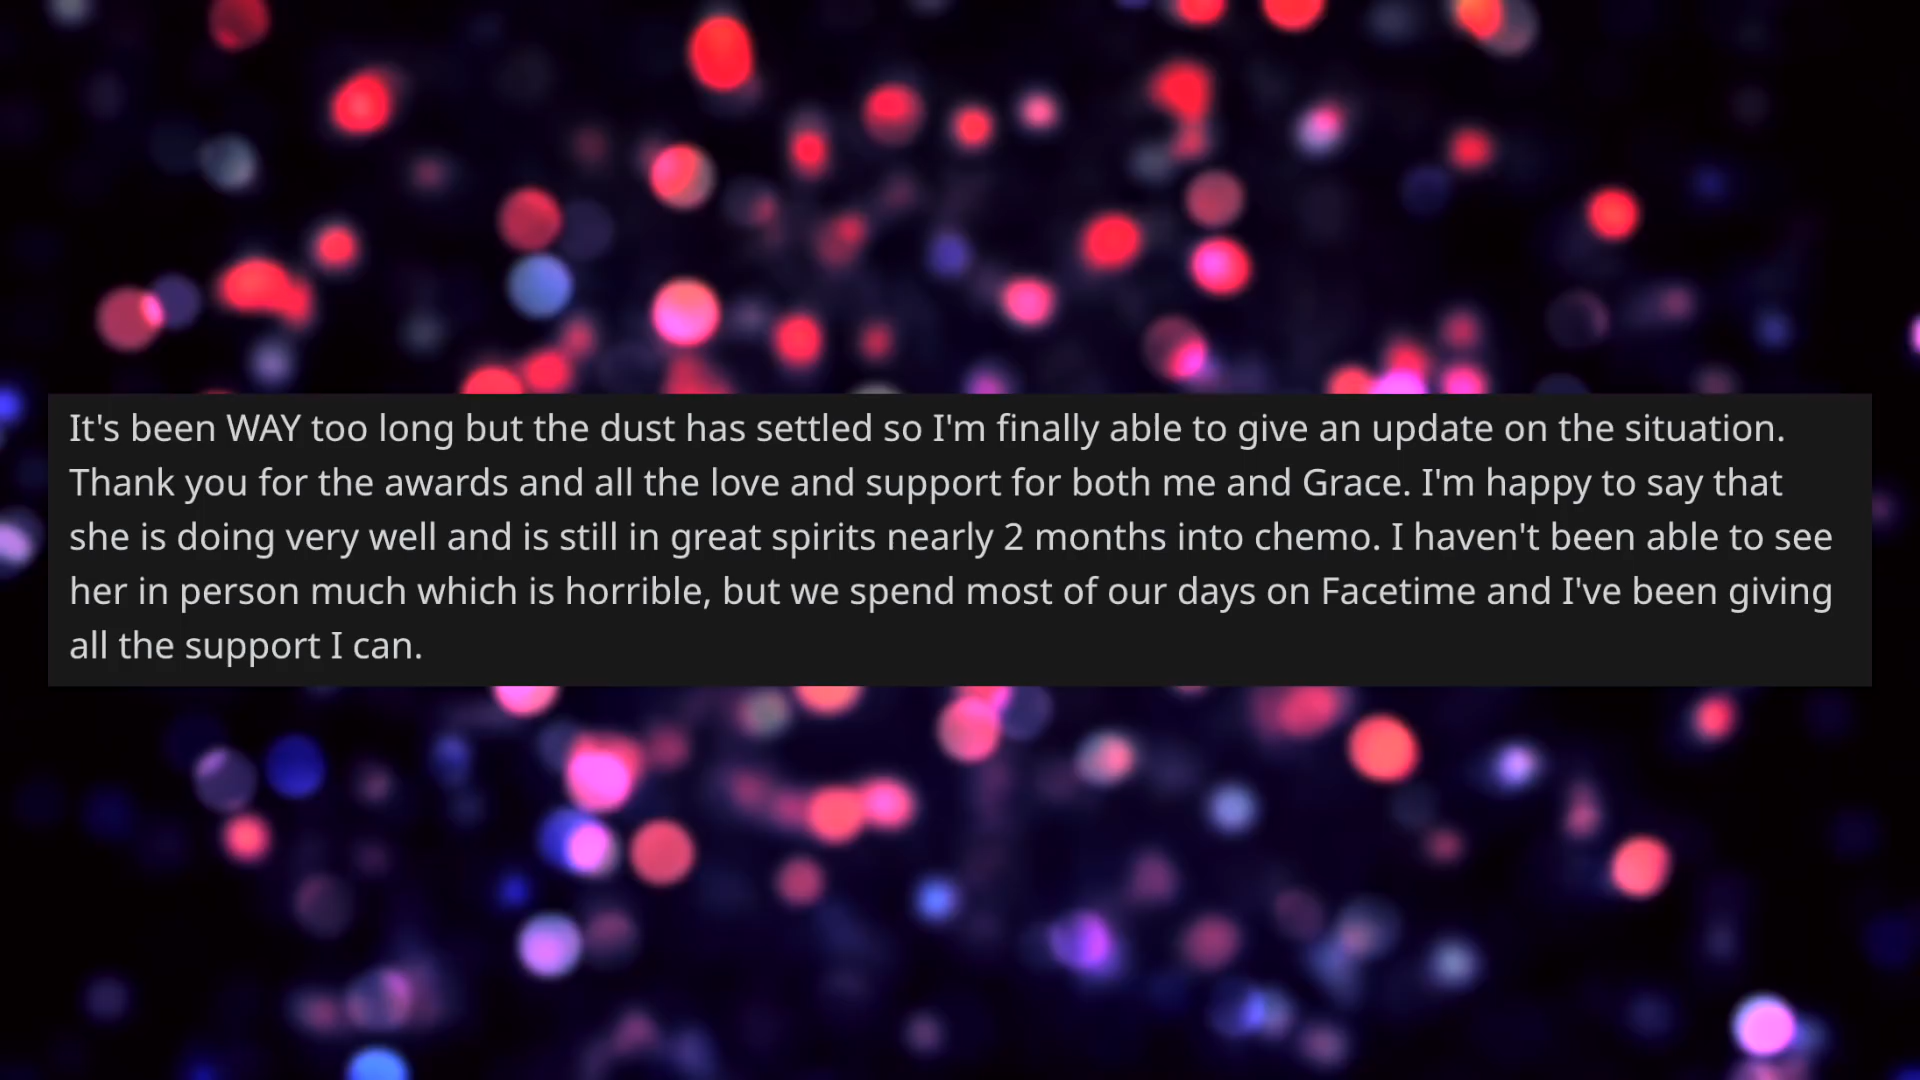 It's been WAY too long but the dust has settled so I'm finally able to give an update on the situation.
Thank you for the awards and all the love and support for both me and Grace. I'm happy to say that
she is doing very well and is still in great spirits nearly 2 months into chemo. I haven't been able to see
her in person much which is horrible, but we spend most of our days on Facetime and I've been giving
all the support I can.